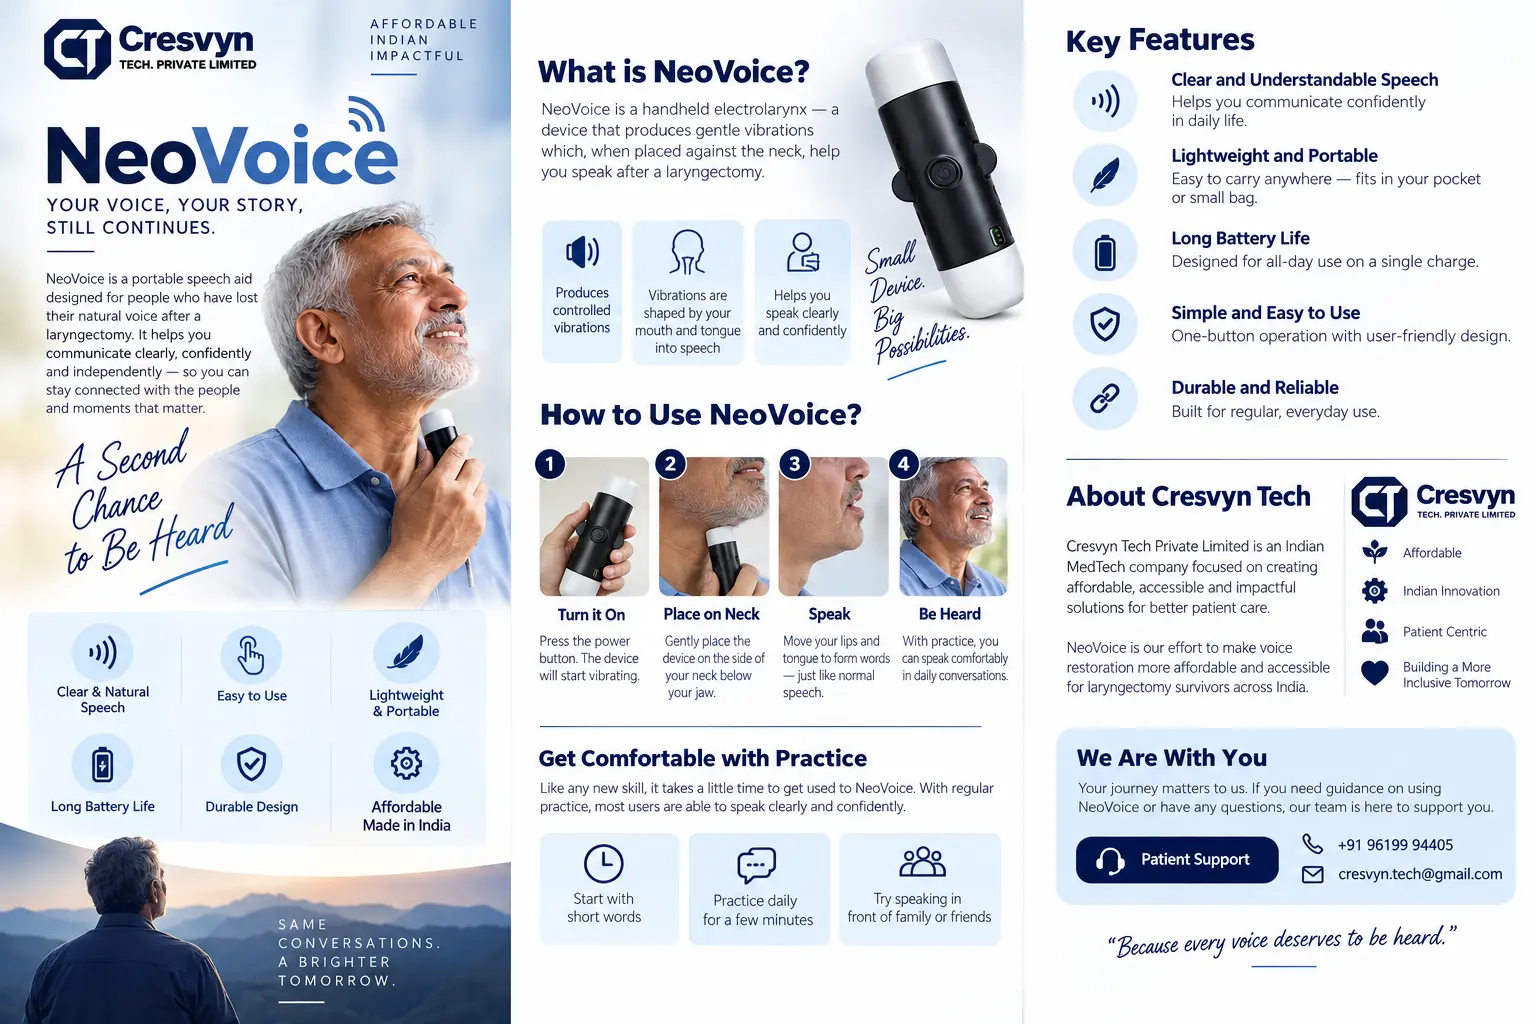 CT Cresvyn
TECH. PRIVATE LIMITED
AFFORDABLE
INDIAN
IMPACTFUL
NeoVoice
YOUR VOICE, YOUR STORY,
STILL CONTINUES.
NeoVoice is a portable speech aid
designed for people who have lost
their natural voice after a
laryngectomy. It helps you
communicate clearly, confidently
and independently — so you can
stay connected with the people
and moments that matter.
A Second
Chance
to Be Heard
Clear & Natural
Speech
Easy to Use
Lightweight
& Portable
Long Battery Life
Durable Design
Affordable
Made in India
SAME
CONVERSATIONS.
A BRIGHTER
TOMORROW.
What is NeoVoice?
NeoVoice is a handheld electrolarynx — a
device that produces gentle vibrations
which, when placed against the neck, help
you speak after a laryngectomy.
Produces
controlled
vibrations
Vibrations are
shaped by your
mouth and tongue
into speech
Helps you
speak clearly
and confidently
Small
Device.
Big
Possibilities.
How to Use NeoVoice?
1
2
3
4
Turn it On
Press the power
button. The device
will start vibrating.
Place on Neck
Gently place the
device on the side of
your neck below
your jaw.
Speak
Move your lips and
tongue to form words
— just like normal
speech.
Be Heard
With practice, you
can speak comfortably
in daily conversations.
Get Comfortable with Practice
Like any new skill, it takes a little time to get used to NeoVoice. With regular
practice, most users are able to speak clearly and confidently.
Start with
short words
Practice daily
for a few minutes
Try speaking in
front of family or friends
Key Features
Clear and Understandable Speech
Helps you communicate confidently
in daily life.
Lightweight and Portable
Easy to carry anywhere — fits in your pocket
or small bag.
Long Battery Life
Designed for all-day use on a single charge.
Simple and Easy to Use
One-button operation with user-friendly design.
Durable and Reliable
Built for regular, everyday use.
About Cresvyn Tech
Cresvyn Tech Private Limited is an Indian
MedTech company focused on creating
affordable, accessible and impactful
solutions for better patient care.
NeoVoice is our effort to make voice
restoration more affordable and accessible
for laryngectomy survivors across India.
CT Cresvyn
TECH. PRIVATE LIMITED
Affordable
Indian Innovation
Patient Centric
Building a More
Inclusive Tomorrow
We Are With You
Your journey matters to us. If you need guidance on using
NeoVoice or have any questions, our team is here to support you.
Patient Support
+91 96199 94405
cresvyn.tech@gmail.com
“Because every voice deserves to be heard.”